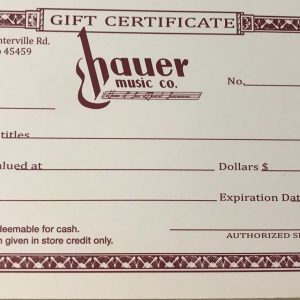 GIFT CERTIFICATE
nterville Rd.
45459
hauer
music co.
No.
titles
alued at
Dollars $
Expiration Dat
deemable for cash.
n given in store credit only.
AUTHORIZED S